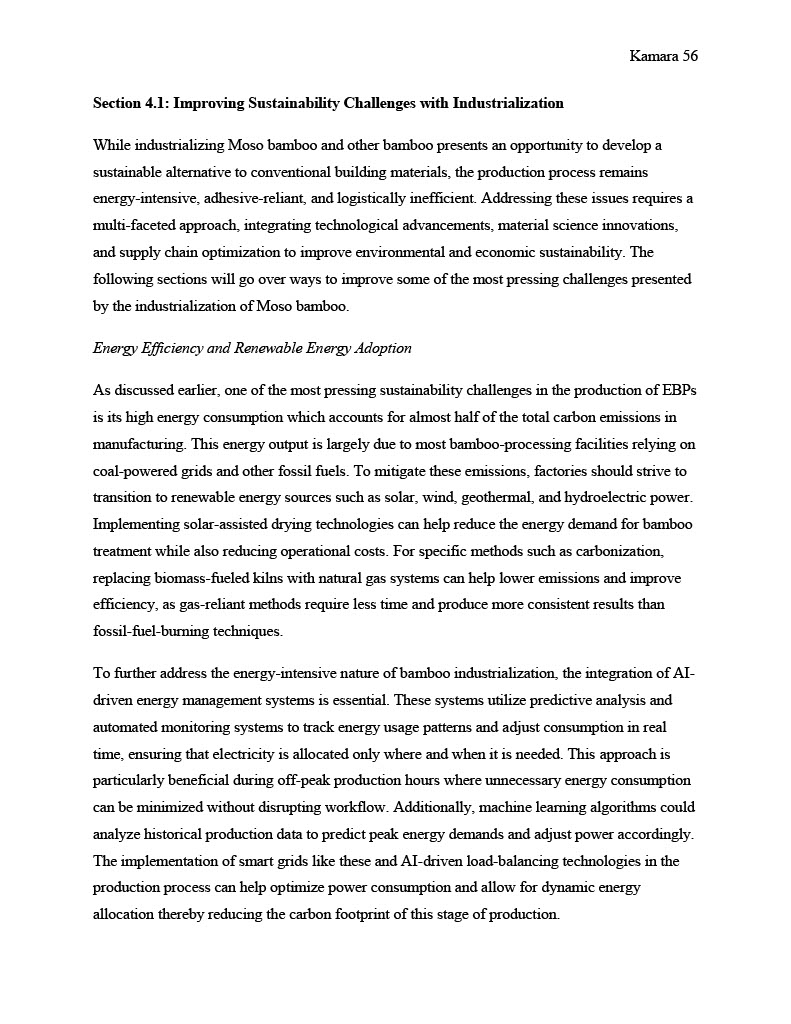 Kamara 56
Section 4.1: Improving Sustainability Challenges with Industrialization
While industrializing Moso bamboo and other bamboo presents an opportunity to develop a
sustainable alternative to conventional building materials, the production process remains
energy-intensive, adhesive-reliant, and logistically inefficient. Addressing these issues requires a
multi-faceted approach, integrating technological advancements, material science innovations,
and supply chain optimization to improve environmental and economic sustainability. The
following sections will go over ways to improve some of the most pressing challenges presented
by the industrialization of Moso bamboo.
Energy Efficiency and Renewable Energy Adoption
As discussed earlier, one of the most pressing sustainability challenges in the production of EBPs
is its high energy consumption which accounts for almost half of the total carbon emissions in
manufacturing. This energy output is largely due to most bamboo-processing facilities relying on
coal-powered grids and other fossil fuels. To mitigate these emissions, factories should strive to
transition to renewable energy sources such as solar, wind, geothermal, and hydroelectric power.
Implementing solar-assisted drying technologies can help reduce the energy demand for bamboo
treatment while also reducing operational costs. For specific methods such as carbonization,
replacing biomass-fueled kilns with natural gas systems can help lower emissions and improve
efficiency, as gas-reliant methods require less time and produce more consistent results than
fossil-fuel-burning techniques.
To further address the energy-intensive nature of bamboo industrialization, the integration of AI-
driven energy management systems is essential. These systems utilize predictive analysis and
automated monitoring systems to track energy usage patterns and adjust consumption in real
time, ensuring that electricity is allocated only where and when it is needed. This approach is
particularly beneficial during off-peak production hours where unnecessary energy consumption
can be minimized without disrupting workflow. Additionally, machine learning algorithms could
analyze historical production data to predict peak energy demands and adjust power accordingly.
The implementation of smart grids like these and AI-driven load-balancing technologies in the
production process can help optimize power consumption and allow for dynamic energy
allocation thereby reducing the carbon footprint of this stage of production.